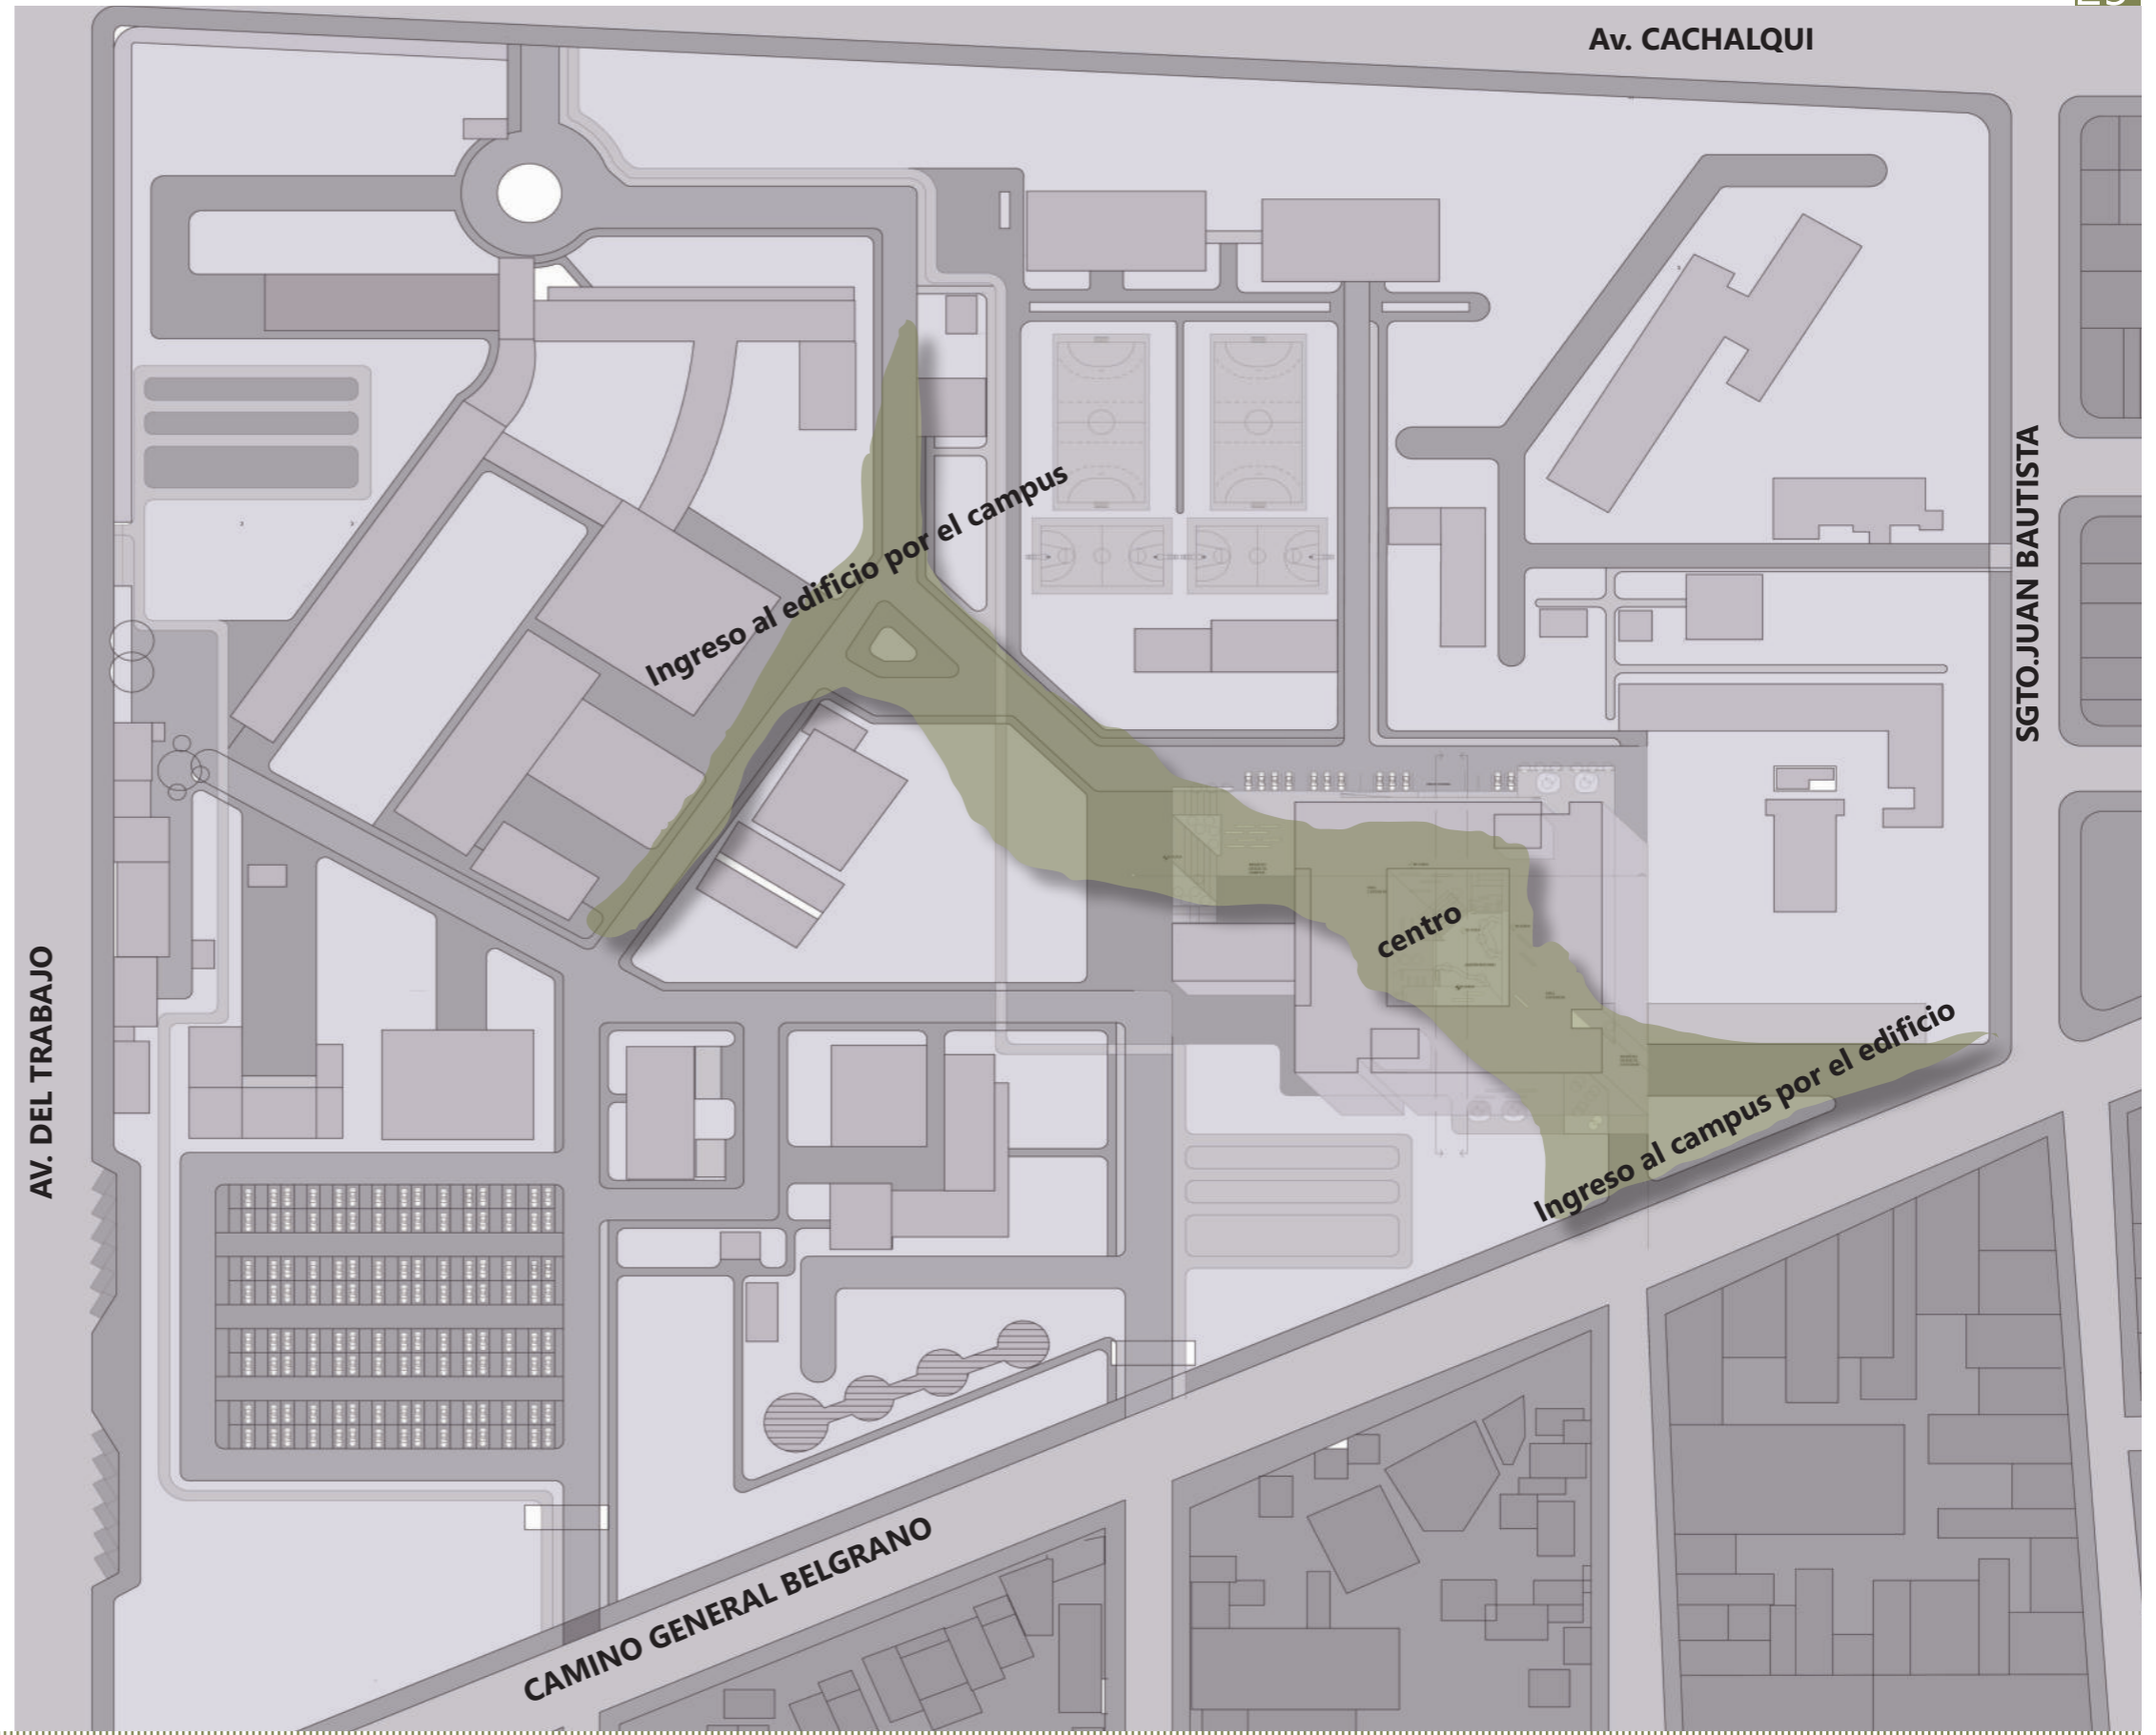 Av. CACHALQUI
Ingreso al edificio por el campus
SGTO.JUAN BAUTISTA
centro
AV. DEL TRABAJO
Ingreso al campus por el edificio
CAMINO GENERAL BELGRANO